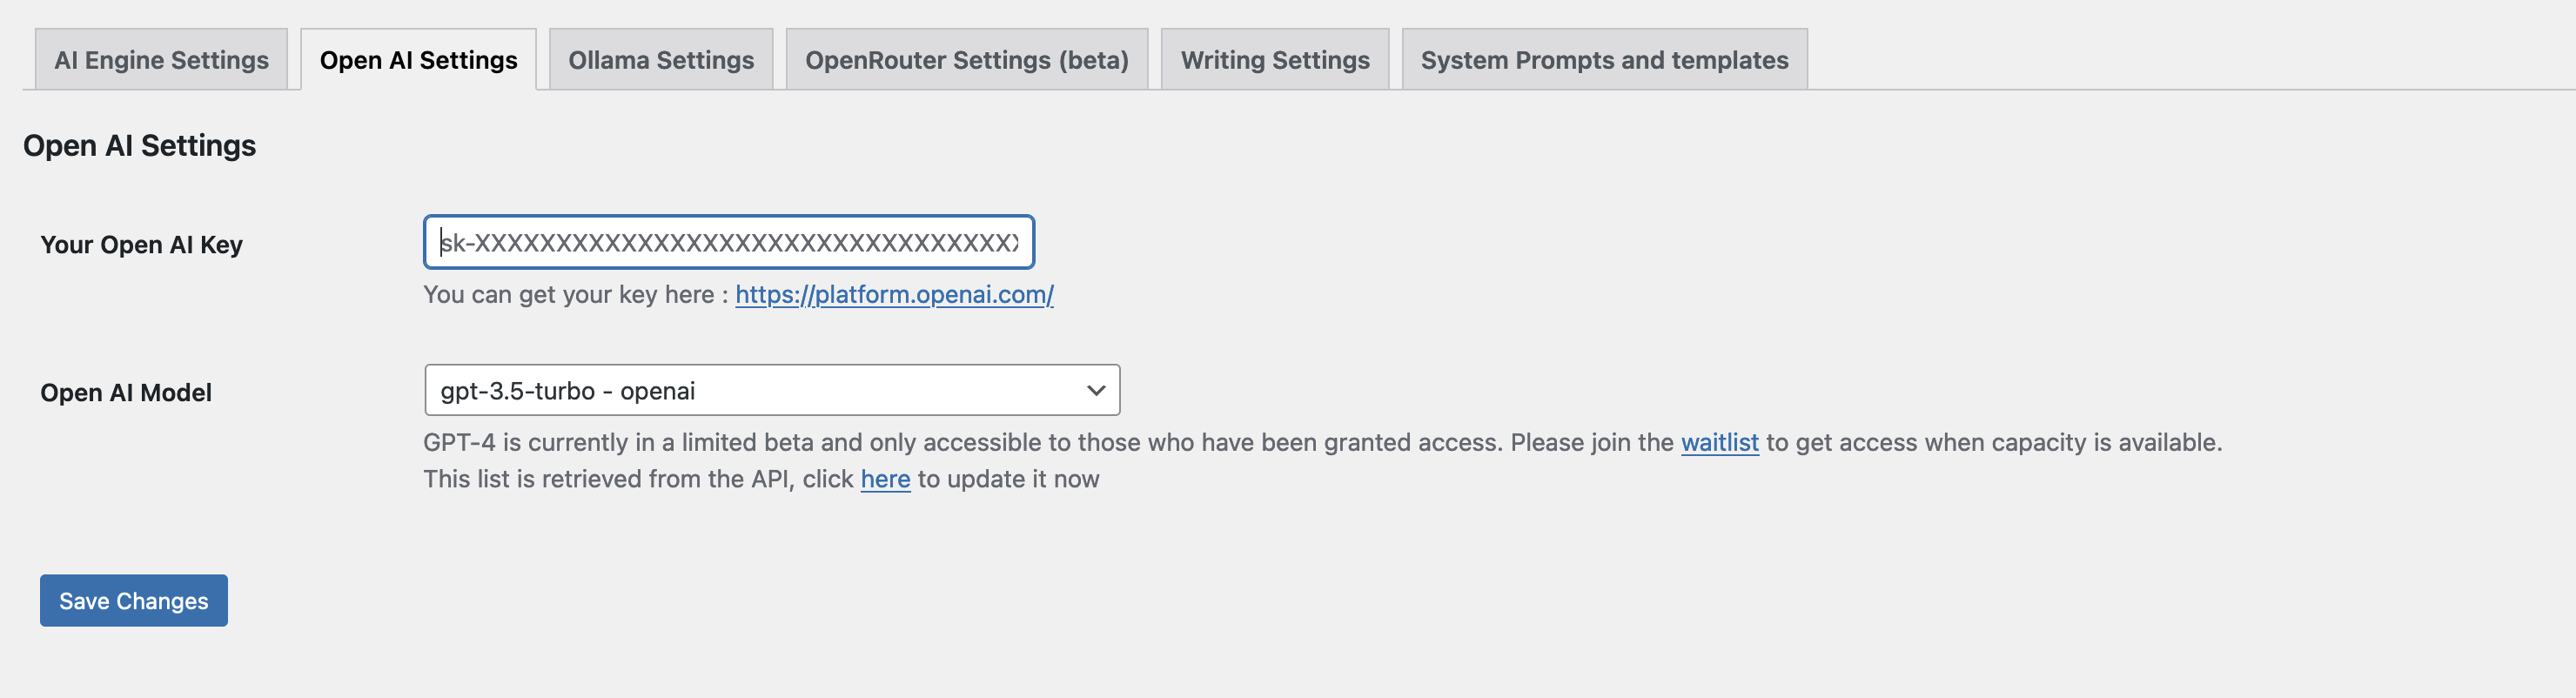 AI Engine Settings
Open AI Settings
Ollama Settings
OpenRouter Settings (beta)
Writing Settings
System Prompts and templates
Open AI Settings
Your Open AI Key
sk-XXXXXXXXXXXXXXXXXXXXXXXXXXXXXXXXXX
You can get your key here : https://platform.openai.com/
Open AI Model
gpt-3.5-turbo - openai
GPT-4 is currently in a limited beta and only accessible to those who have been granted access. Please join the waitlist to get access when capacity is available.
This list is retrieved from the API, click here to update it now
Save Changes